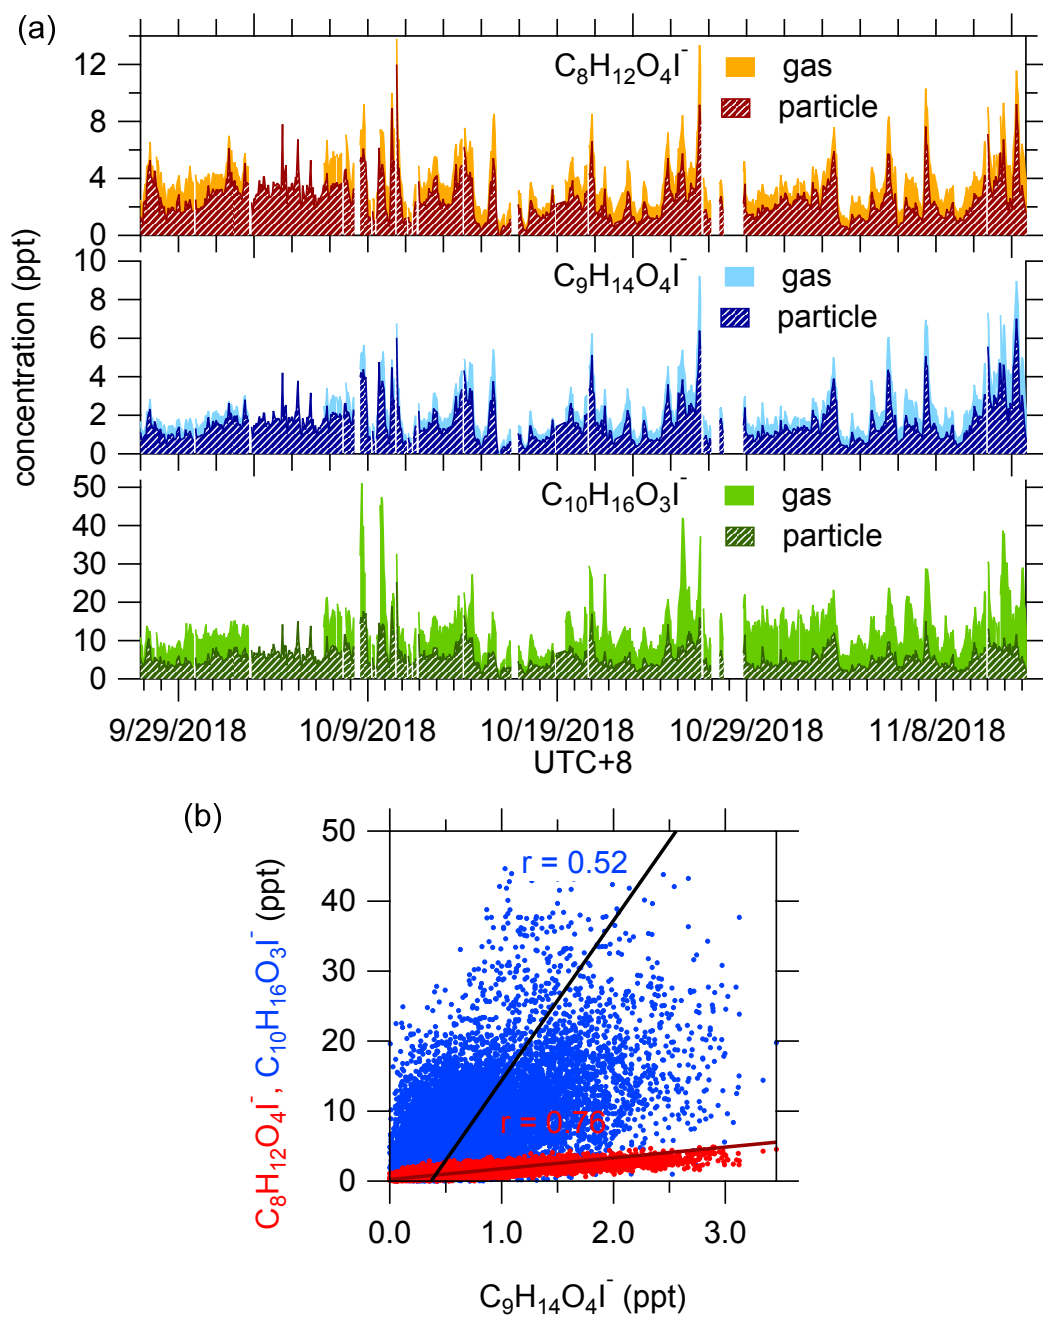 (a)
C8H12O4I-
gas
particle
12
8
4
0
C9H14O4I-
gas
particle
10
8
6
4
2
0
concentration (ppt)
C10H16O3I-
gas
particle
50
40
30
20
10
0
9/29/2018 10/9/2018 10/19/2018 10/29/2018 11/8/2018
UTC+8
(b)
r = 0.52
r = 0.76
50
40
30
20
10
0
C8H12O4I-, C10H16O3I- (ppt)
0.0 1.0 2.0 3.0
C9H14O4I- (ppt)